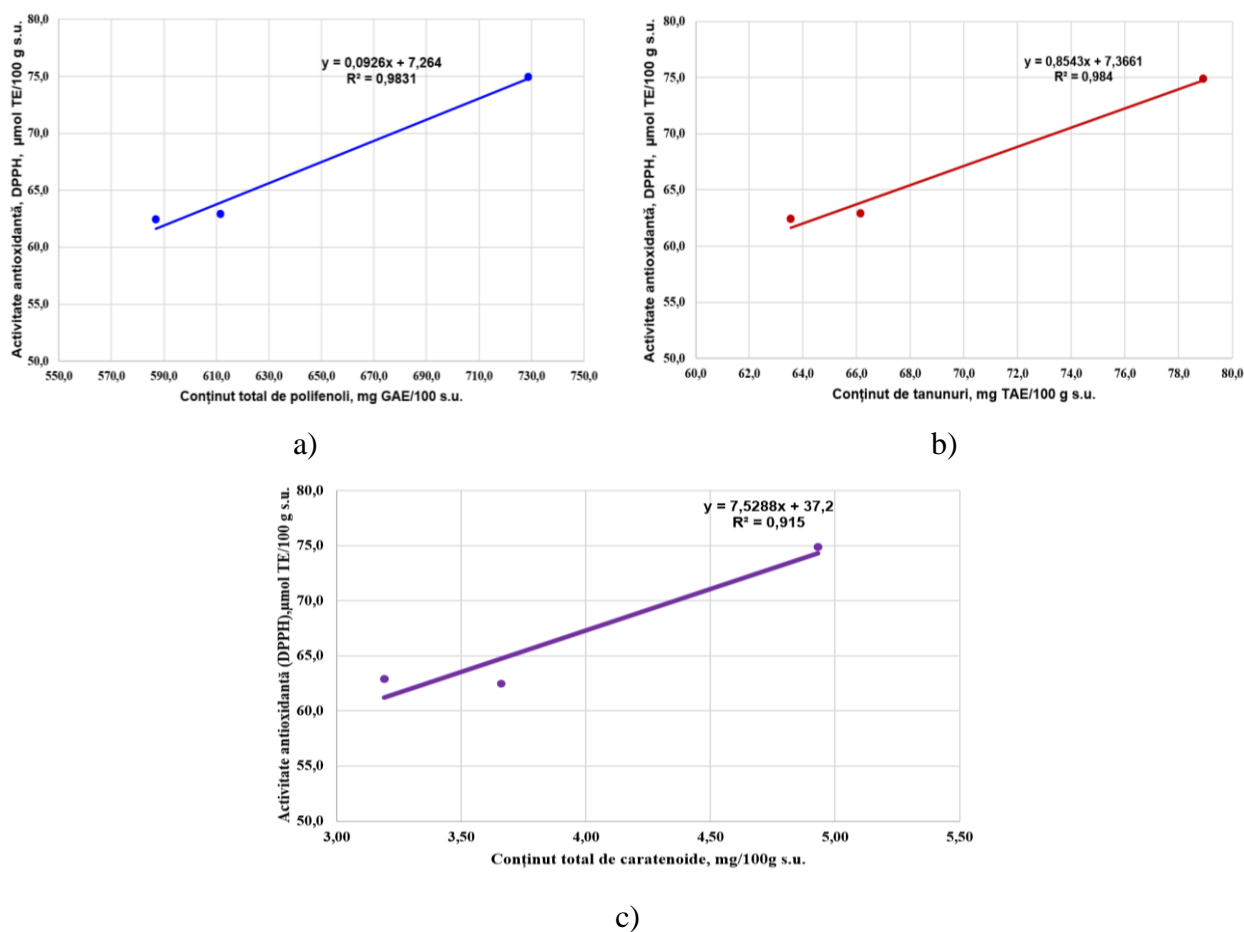 Activitate antioxidantă, DPPH, µmol TE/100 g s.u.
80,0
75,0
70,0
65,0
60,0
55,0
50,0
y = 0,0926x + 7,264
R² = 0,9831
550,0 570,0 590,0 610,0 630,0 650,0 670,0 690,0 710,0 730,0 750,0
Conținut total de polifenoli, mg GAE/100 s.u.
a)
Activitate antioxidantă, DPPH, µmol TE/100 g s.u.
80,0
75,0
70,0
65,0
60,0
55,0
50,0
y = 0,8543x + 7,3661
R² = 0,984
60,0 62,0 64,0 66,0 68,0 70,0 72,0 74,0 76,0 78,0 80,0
Conținut de tanunuri, mg TAE/100 g s.u.
b)
Activitate antioxidantă (DPPH),µmol TE/100 g s.u.
80,0
75,0
70,0
65,0
60,0
55,0
50,0
y = 7,5288x + 37,2
R² = 0,915
3,00 3,50 4,00 4,50 5,00 5,50
Conținut total de caratenoide, mg/100g s.u.
c)